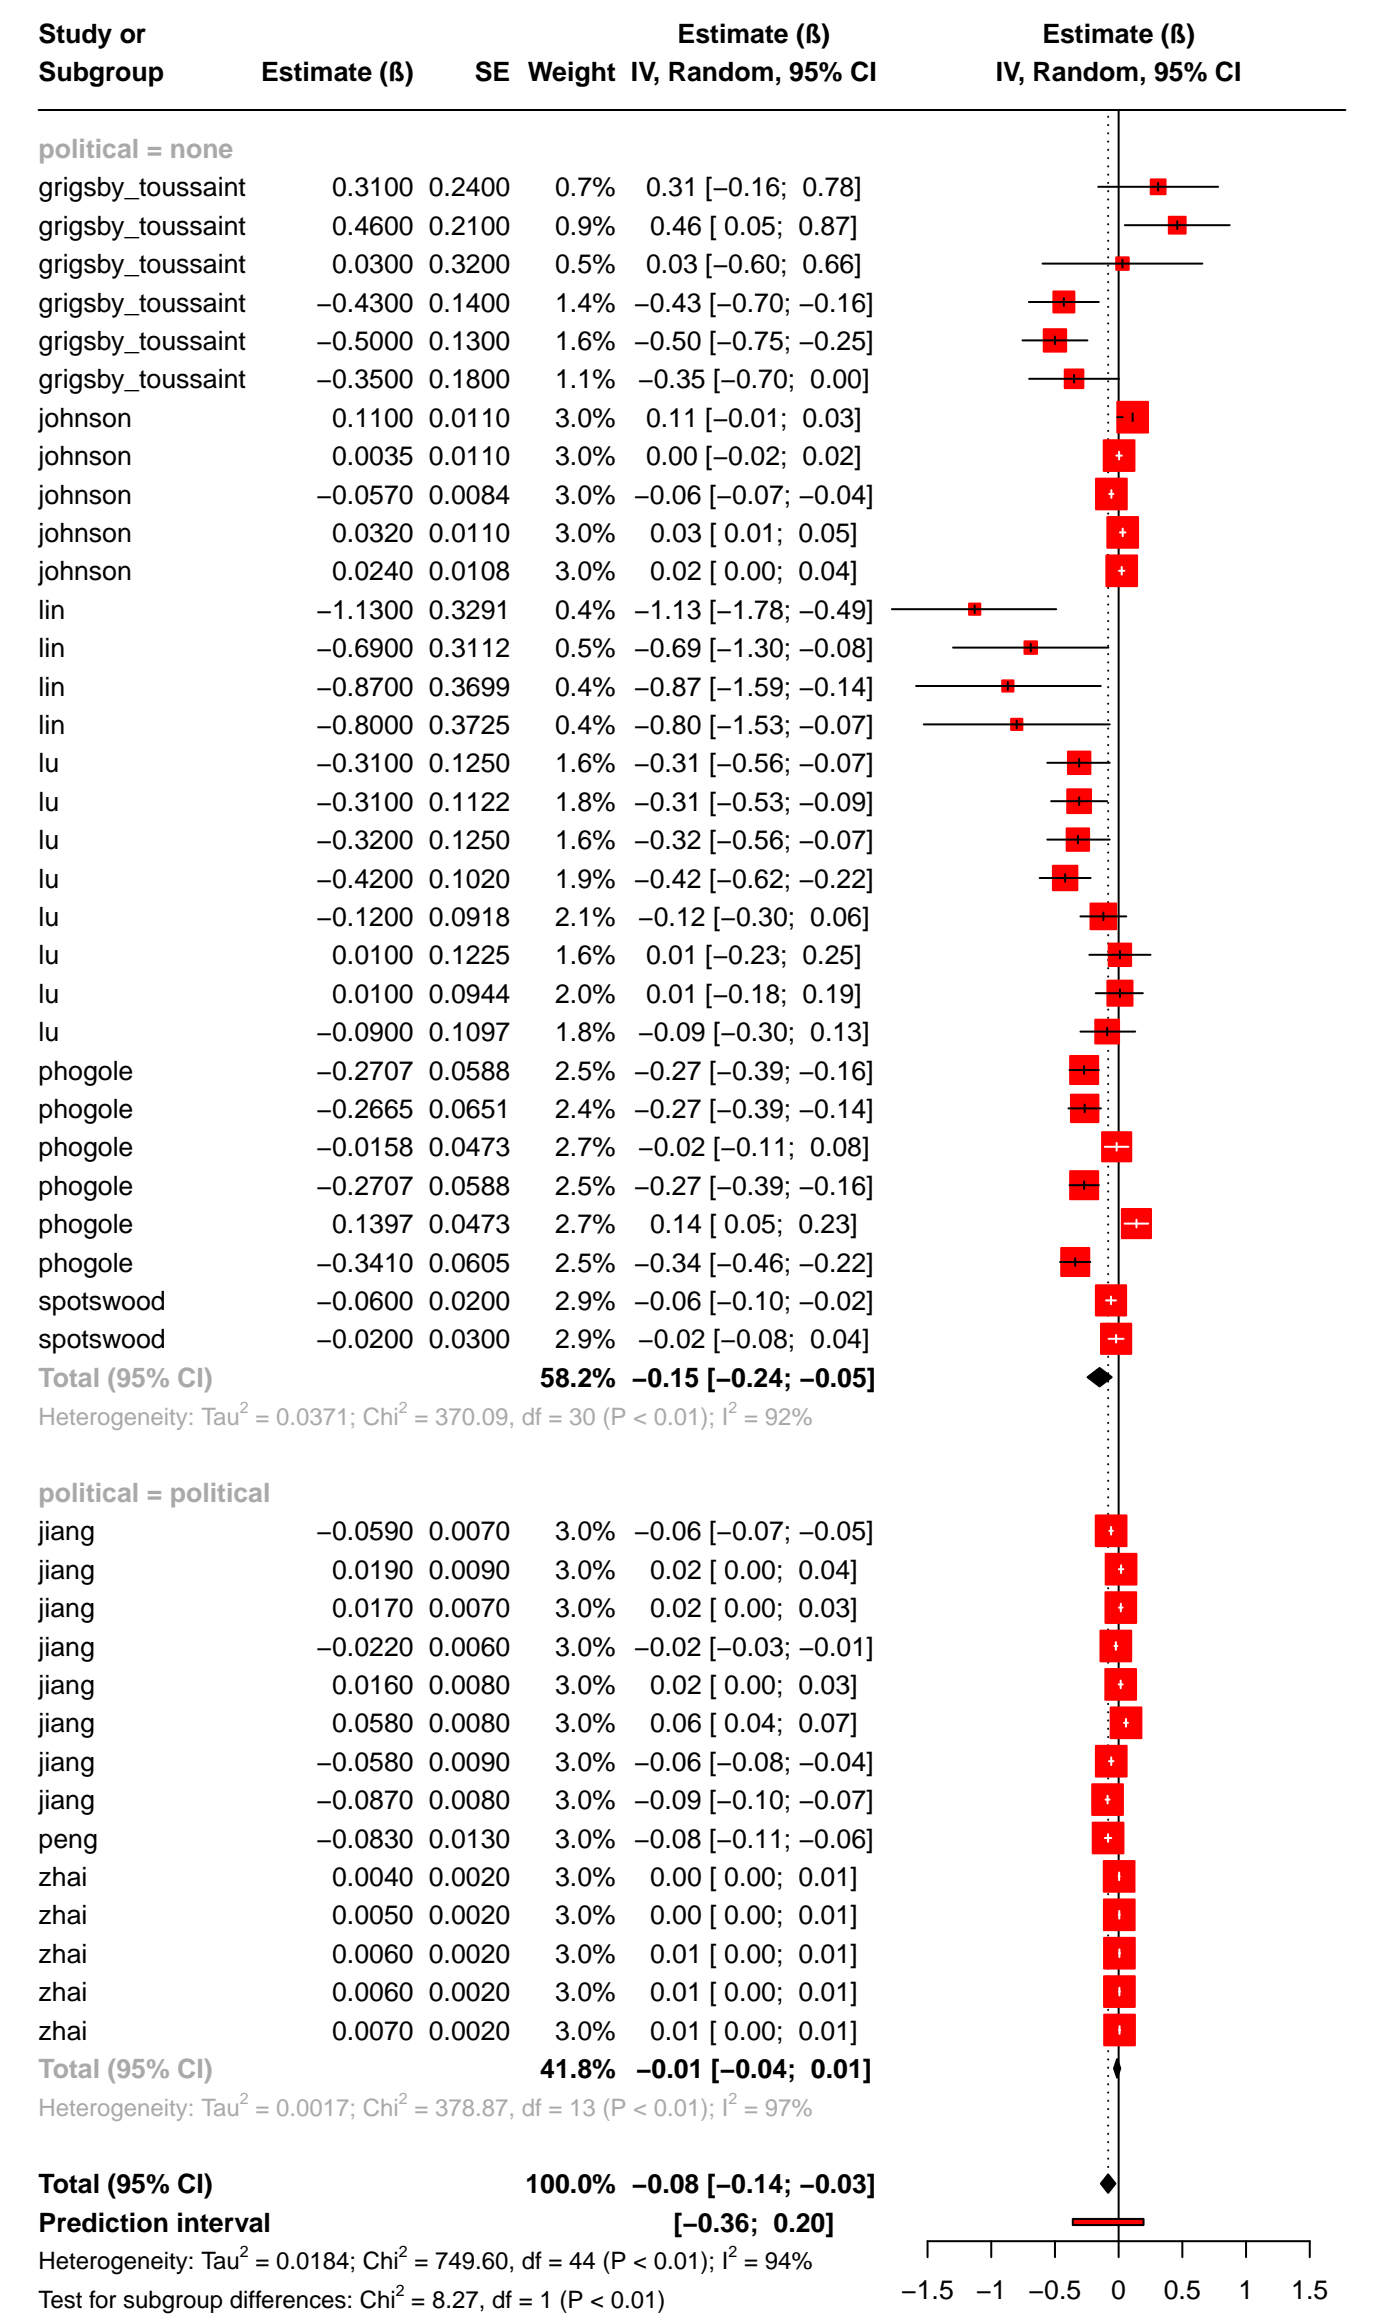 Study or Estimate (ß) Estimate (ß)
Subgroup Estimate (ß) SE Weight IV, Random, 95% CI IV, Random, 95% CI
political = none
grigsby_toussaint 0.3100 0.2400 0.7% 0.31 [−0.16; 0.78]
grigsby_toussaint 0.4600 0.2100 0.9% 0.46 [ 0.05; 0.87]
grigsby_toussaint 0.0300 0.3200 0.5% 0.03 [−0.60; 0.66]
grigsby_toussaint −0.4300 0.1400 1.4% −0.43 [−0.70; −0.16]
grigsby_toussaint −0.5000 0.1300 1.6% −0.50 [−0.75; −0.25]
grigsby_toussaint −0.3500 0.1800 1.1% −0.35 [−0.70; 0.00]
johnson 0.1100 0.0110 3.0% 0.11 [−0.01; 0.03]
johnson 0.0035 0.0110 3.0% 0.00 [−0.02; 0.02]
johnson −0.0570 0.0084 3.0% −0.06 [−0.07; −0.04]
johnson 0.0320 0.0110 3.0% 0.03 [ 0.01; 0.05]
johnson 0.0240 0.0108 3.0% 0.02 [ 0.00; 0.04]
lin −1.1300 0.3291 0.4% −1.13 [−1.78; −0.49]
lin −0.6900 0.3112 0.5% −0.69 [−1.30; −0.08]
lin −0.8700 0.3699 0.4% −0.87 [−1.59; −0.14]
lin −0.8000 0.3725 0.4% −0.80 [−1.53; −0.07]
lu −0.3100 0.1250 1.6% −0.31 [−0.56; −0.07]
lu −0.3100 0.1122 1.8% −0.31 [−0.53; −0.09]
lu −0.3200 0.1250 1.6% −0.32 [−0.56; −0.07]
lu −0.4200 0.1020 1.9% −0.42 [−0.62; −0.22]
lu −0.1200 0.0918 2.1% −0.12 [−0.30; 0.06]
lu 0.0100 0.1225 1.6% 0.01 [−0.23; 0.25]
lu 0.0100 0.0944 2.0% 0.01 [−0.18; 0.19]
lu −0.0900 0.1097 1.8% −0.09 [−0.30; 0.13]
phogole −0.2707 0.0588 2.5% −0.27 [−0.39; −0.16]
phogole −0.2665 0.0651 2.4% −0.27 [−0.39; −0.14]
phogole −0.0158 0.0473 2.7% −0.02 [−0.11; 0.08]
phogole −0.2707 0.0588 2.5% −0.27 [−0.39; −0.16]
phogole 0.1397 0.0473 2.7% 0.14 [ 0.05; 0.23]
phogole −0.3410 0.0605 2.5% −0.34 [−0.46; −0.22]
spotswood −0.0600 0.0200 2.9% −0.06 [−0.10; −0.02]
spotswood −0.0200 0.0300 2.9% −0.02 [−0.08; 0.04]
Total (95% CI) 58.2% −0.15 [−0.24; −0.05]
Heterogeneity: Tau² = 0.0371; Chi² = 370.09, df = 30 (P < 0.01); I² = 92%
political = political
jiang −0.0590 0.0070 3.0% −0.06 [−0.07; −0.05]
jiang 0.0190 0.0090 3.0% 0.02 [ 0.00; 0.04]
jiang 0.0170 0.0070 3.0% 0.02 [ 0.00; 0.03]
jiang −0.0220 0.0060 3.0% −0.02 [−0.03; −0.01]
jiang 0.0160 0.0080 3.0% 0.02 [ 0.00; 0.03]
jiang 0.0580 0.0080 3.0% 0.06 [ 0.04; 0.07]
jiang −0.0580 0.0090 3.0% −0.06 [−0.08; −0.04]
jiang −0.0870 0.0080 3.0% −0.09 [−0.10; −0.07]
peng −0.0830 0.0130 3.0% −0.08 [−0.11; −0.06]
zhai 0.0040 0.0020 3.0% 0.00 [ 0.00; 0.01]
zhai 0.0050 0.0020 3.0% 0.00 [ 0.00; 0.01]
zhai 0.0060 0.0020 3.0% 0.01 [ 0.00; 0.01]
zhai 0.0060 0.0020 3.0% 0.01 [ 0.00; 0.01]
zhai 0.0070 0.0020 3.0% 0.01 [ 0.00; 0.01]
Total (95% CI) 41.8% −0.01 [−0.04; 0.01]
Heterogeneity: Tau² = 0.0017; Chi² = 378.87, df = 13 (P < 0.01); I² = 97%
Total (95% CI) 100.0% −0.08 [−0.14; −0.03]
Prediction interval [−0.36; 0.20]
Heterogeneity: Tau² = 0.0184; Chi² = 749.60, df = 44 (P < 0.01); I² = 94%
Test for subgroup differences: Chi² = 8.27, df = 1 (P < 0.01)
−1.5 −1 −0.5 0 0.5 1 1.5